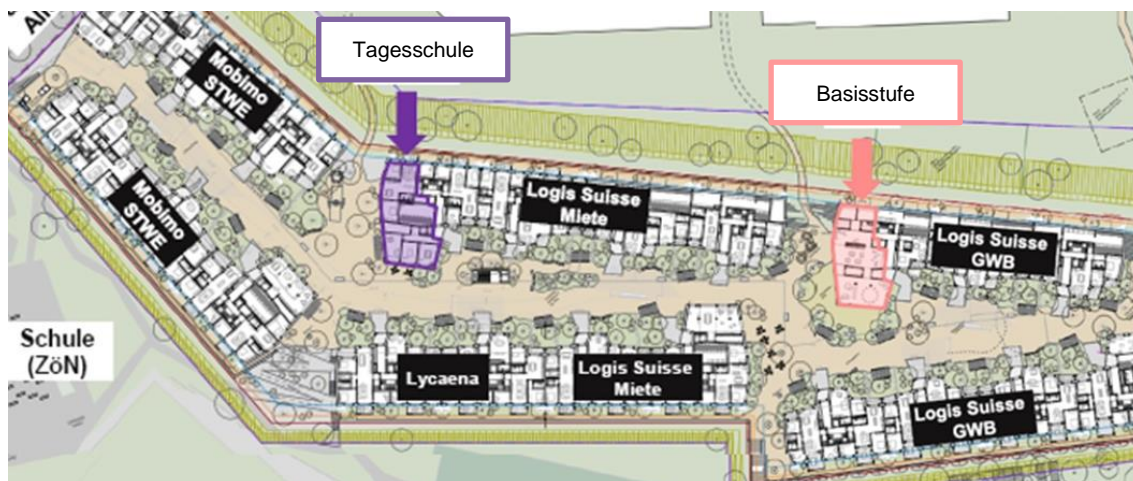 Tagesschule
Basisstufe
Mobimo
STWE
Mobimo
STWE
Logis Suisse
Miete
Logis Suisse
GWB
Schule
(ZöN)
Lycaena
Logis Suisse
Miete
Logis Suisse
GWB